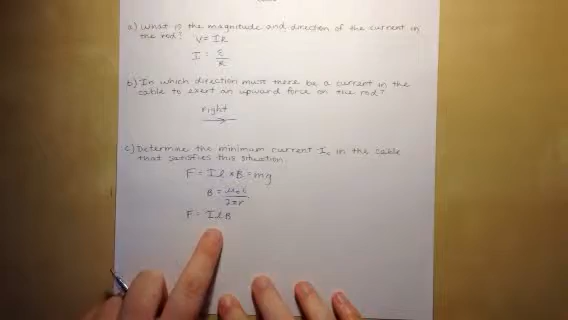 a) What is the magnitude and direction of the current in
the rod? V = IR
I = ε/R
b) In which direction must there be a current in the
cable to exert an upward force on the rod?
right
c) Determine the minimum current Ic in the cable
that satisfies this situation.
F = Il × B = mg
B = μ₀i/2πr
F = IlB